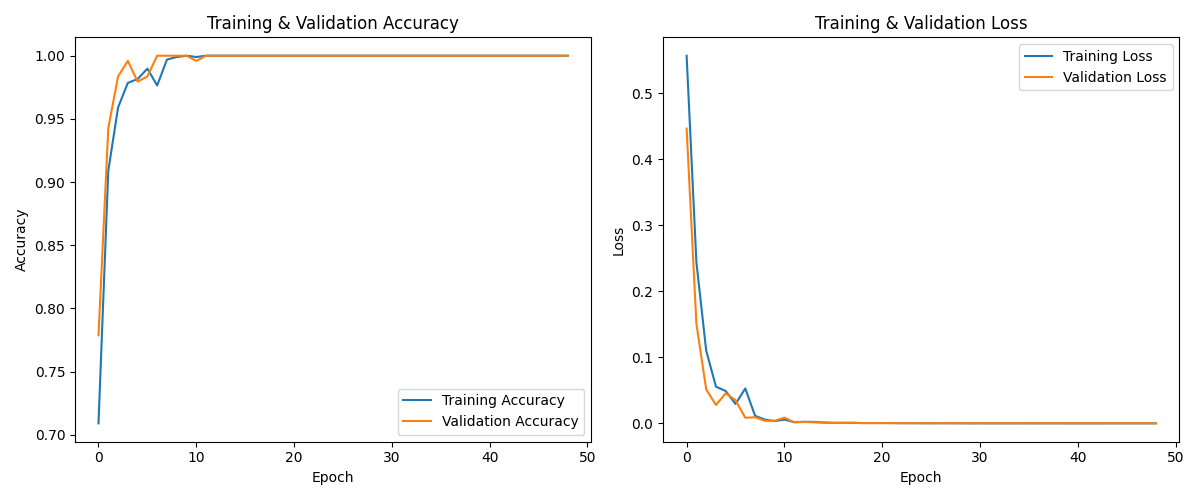 Training & Validation Accuracy
1.00
0.95
0.90
0.85
0.80
0.75
0.70
Accuracy
0
10
20
30
40
50
Epoch
Training Accuracy
Validation Accuracy
Training & Validation Loss
0.5
0.4
0.3
0.2
0.1
0.0
Loss
0
10
20
30
40
50
Epoch
Training Loss
Validation Loss